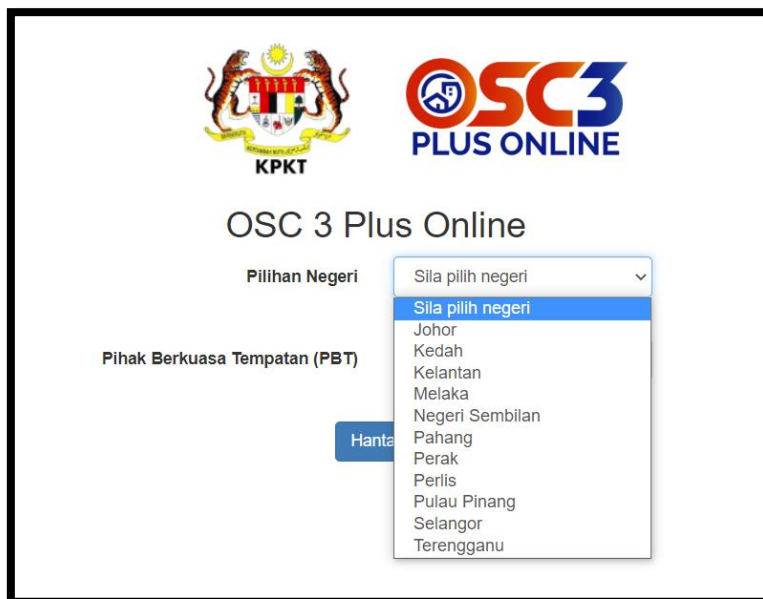 KPKT
OSC3
PLUS ONLINE
OSC 3 Plus Online
Pilihan Negeri
Sila pilih negeri
Sila pilih negeri
Johor
Kedah
Kelantan
Melaka
Negeri Sembilan
Pahang
Perak
Perlis
Pulau Pinang
Selangor
Terengganu
Pihak Berkuasa Tempatan (PBT)
Hanta